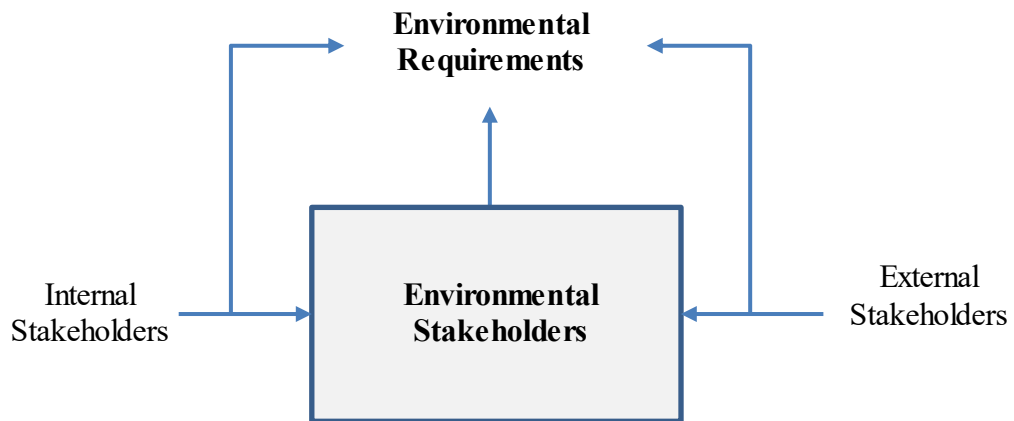 Environmental
Requirements
Internal
Stakeholders
Environmental
Stakeholders
External
Stakeholders